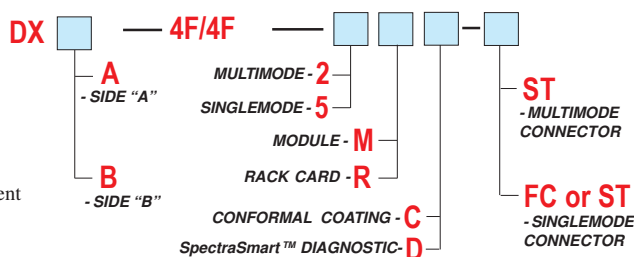 DX — 4F/4F —
A
- SIDE “A”
B
- SIDE “B”
ent
MULTIMODE - 2
SINGLEMODE - 5
MODULE - M
RACK CARD - R
CONFORMAL COATING - C
SpectraSmart™ DIAGNOSTIC- D
ST
- MULTIMODE
CONNECTOR
FC or ST
- SINGLEMODE
CONNECTOR